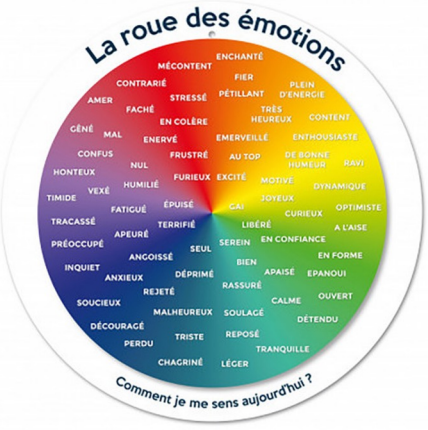 La roue des émotions
ENCHANTÉ
MÉCONTENT
FIER
CONTRARIÉ
PLEIN
D'ENERGIE
PÉTILLANT
STRESSÉ
AMER
FACHÉ
TRÈS
HEUREUX
CONTENT
EN COLÈRE
GÊNÉ
MAL
ENERVÉ
EMERVEILLÉ
ENTHOUSIASTE
CONFUS
FRUSTRÉ
AU TOP
DE BONNE
HUMEUR
RAVI
NUL
HONTEUX
FURIEUX
EXCITÉ
MOTIVÉ
DYNAMIQUE
VEXÉ
HUMILIÉ
TIMIDE
JOYEUX
ÉPUISÉ
GAI
OPTIMISTE
FATIGUÉ
CURIEUX
TRACASSÉ
TERRIFIÉ
LIBÉRÉ
A L'AISE
APEURÉ
PRÉOCCUPÉ
SEUL
SEREIN
EN CONFIANCE
ANGOISSÉ
EN FORME
BIEN
INQUIET
ANXIEUX
DÉPRIMÉ
APAISÉ
EPANOUI
RASSURÉ
REJETÉ
SOUCIEUX
CALME
OUVERT
MALHEUREUX
SOULAGÉ
DÉTENDU
DÉCOURAGÉ
TRISTE
REPOSÉ
PERDU
TRANQUILLE
CHAGRINÉ
LÉGER
Comment je me sens aujourd'hui ?